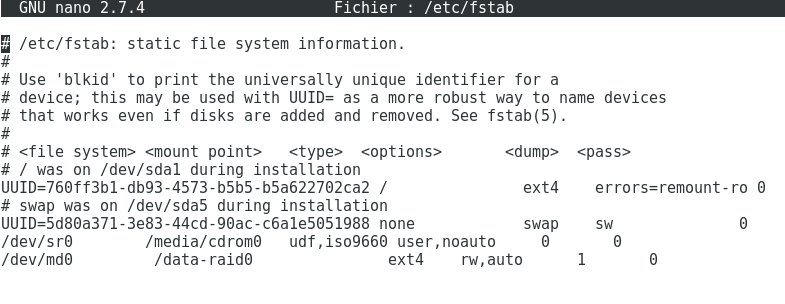 GNU nano 2.7.4 Fichier : /etc/fstab
# /etc/fstab: static file system information.
#
# Use 'blkid' to print the universally unique identifier for a
# device; this may be used with UUID= as a more robust way to name devices
# that works even if disks are added and removed. See fstab(5).
#
# <file system> <mount point>   <type>  <options>       <dump>  <pass>
# / was on /dev/sda1 during installation
UUID=760ff3b1-db93-4573-b5b5-b5a622702ca2 /               ext4    errors=remount-ro 0
# swap was on /dev/sda5 during installation
UUID=5d80a371-3e83-44cd-90ac-c6a1e5051988 none            swap    sw              0
/dev/sr0        /media/cdrom0   udf,iso9660 user,noauto     0       0
/dev/md0         /data-raid0               ext4    rw,auto      1       0